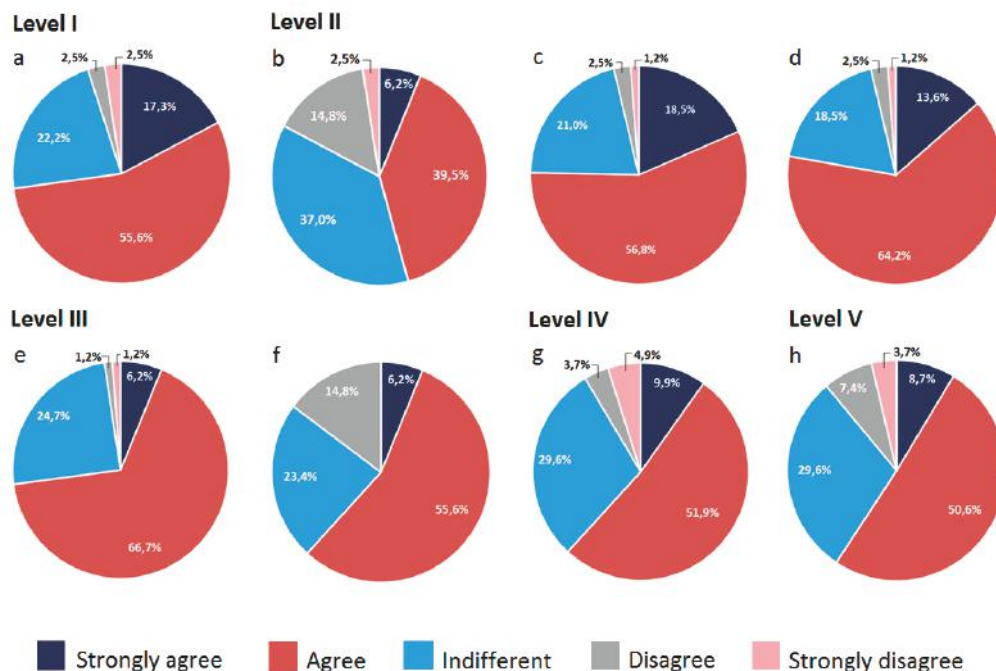 Level I Level II
a b c d
2,5% 2,5% 2,5% 2,5% 1,2% 2,5% 1,2%
17,3% 22,2% 55,6%
6,2% 14,8% 39,5% 37,0%
18,5% 21,0% 56,8%
13,6% 18,5% 64,2%
Level III Level IV Level V
e f g h
1,2% 1,2% 6,2% 24,7% 66,7%
6,2% 14,8% 23,4% 55,6%
3,7% 4,9% 9,9% 29,6% 51,9%
3,7% 8,7% 7,4% 29,6% 50,6%
Strongly agree Agree Indifferent Disagree Strongly disagree